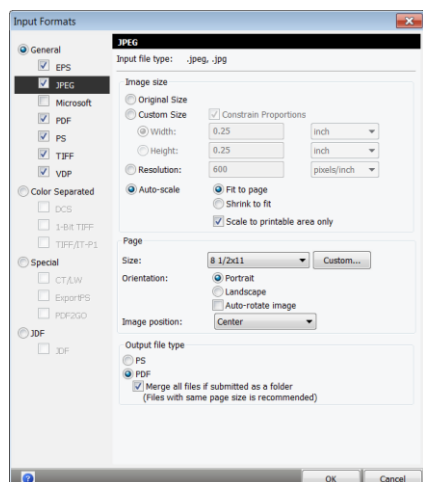 Input Formats
General
EPS
JPEG
Microsoft
PDF
PS
TIFF
VDP
Color Separated
DCS
1-Bit TIFF
TIFF/IT-P1
Special
CT/LW
ExportPS
PDF2GO
JDF
JDF
JPEG
Input file type: .jpeg, .jpg
Image size
Original Size
Custom Size Constrain Proportions
Width: 0.25 inch
Height: 0.25 inch
Resolution: 600 pixels/inch
Auto-scale Fit to page
Shrink to fit
Scale to printable area only
Page
Size: 8 1/2x11 Custom...
Orientation: Portrait
Landscape
Auto-rotate image
Image position: Center
Output file type
PS
PDF
Merge all files if submitted as a folder
(Files with same page size is recommended)
? OK Cancel